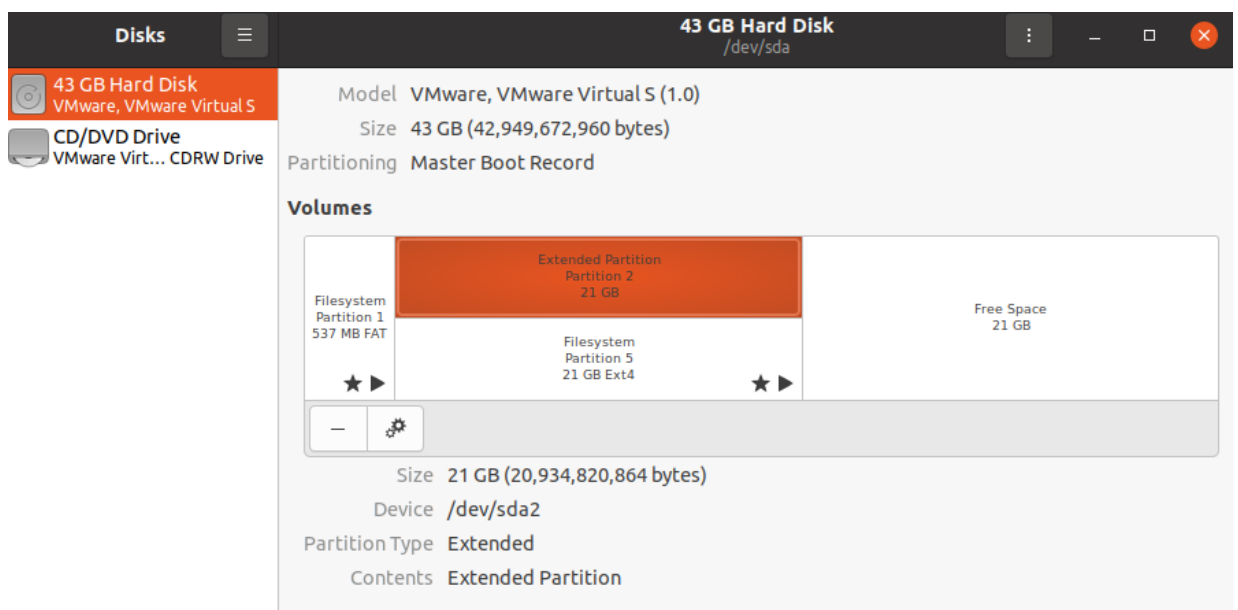 Disks
43 GB Hard Disk
/dev/sda
43 GB Hard Disk
VMware, VMware Virtual S
CD/DVD Drive
VMware Virt... CDRW Drive
Model VMware, VMware Virtual S (1.0)
Size 43 GB (42,949,672,960 bytes)
Partitioning Master Boot Record
Volumes
Filesystem
Partition 1
537 MB FAT
Extended Partition
Partition 2
21 GB
Filesystem
Partition 5
21 GB Ext4
Free Space
21 GB
Size 21 GB (20,934,820,864 bytes)
Device /dev/sda2
Partition Type Extended
Contents Extended Partition